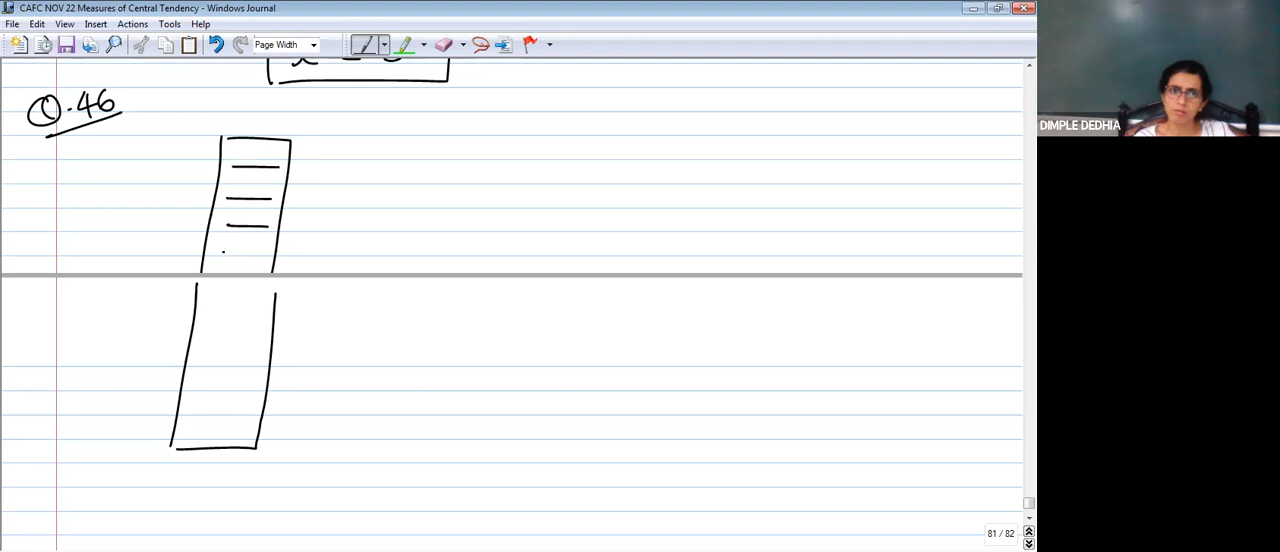 CAFC NOV 22 Measures of Central Tendency - Windows Journal
File Edit View Insert Actions Tools Help
Page Width
Q.46
DIMPLE DEDHIA
81 / 82